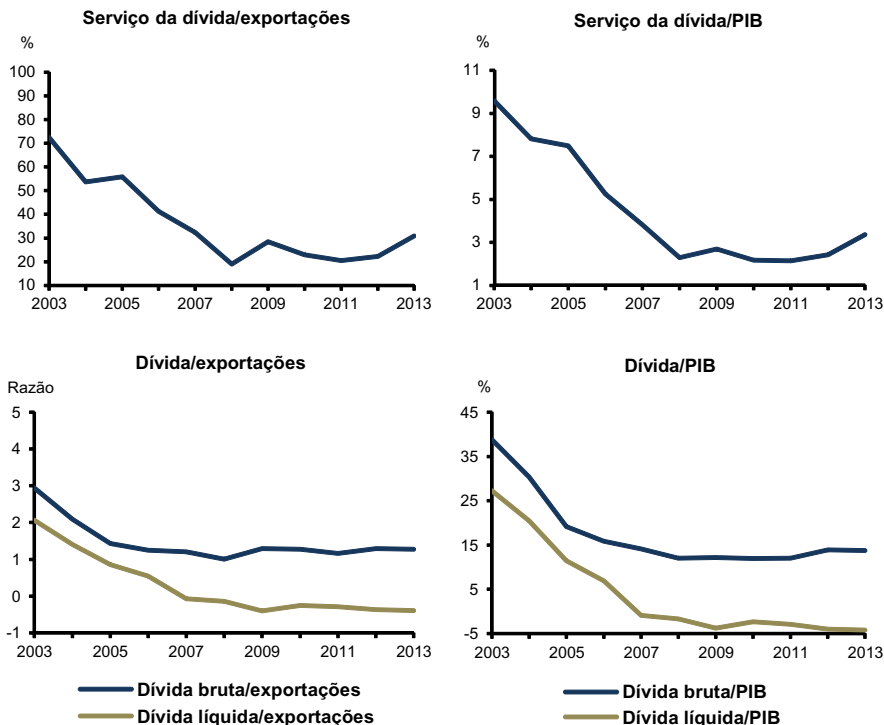 Serviço da dívida/exportações
%
100
90
80
70
60
50
40
30
20
10
2003 2005 2007 2009 2011 2013
Serviço da dívida/PIB
%
11
9
7
5
3
1
2003 2005 2007 2009 2011 2013
Dívida/exportações
Razão
5
4
3
2
1
0
-1
2003 2005 2007 2009 2011 2013
Dívida bruta/exportações
Dívida líquida/exportações
Dívida/PIB
%
45
35
25
15
5
-5
2003 2005 2007 2009 2011 2013
Dívida bruta/PIB
Dívida líquida/PIB